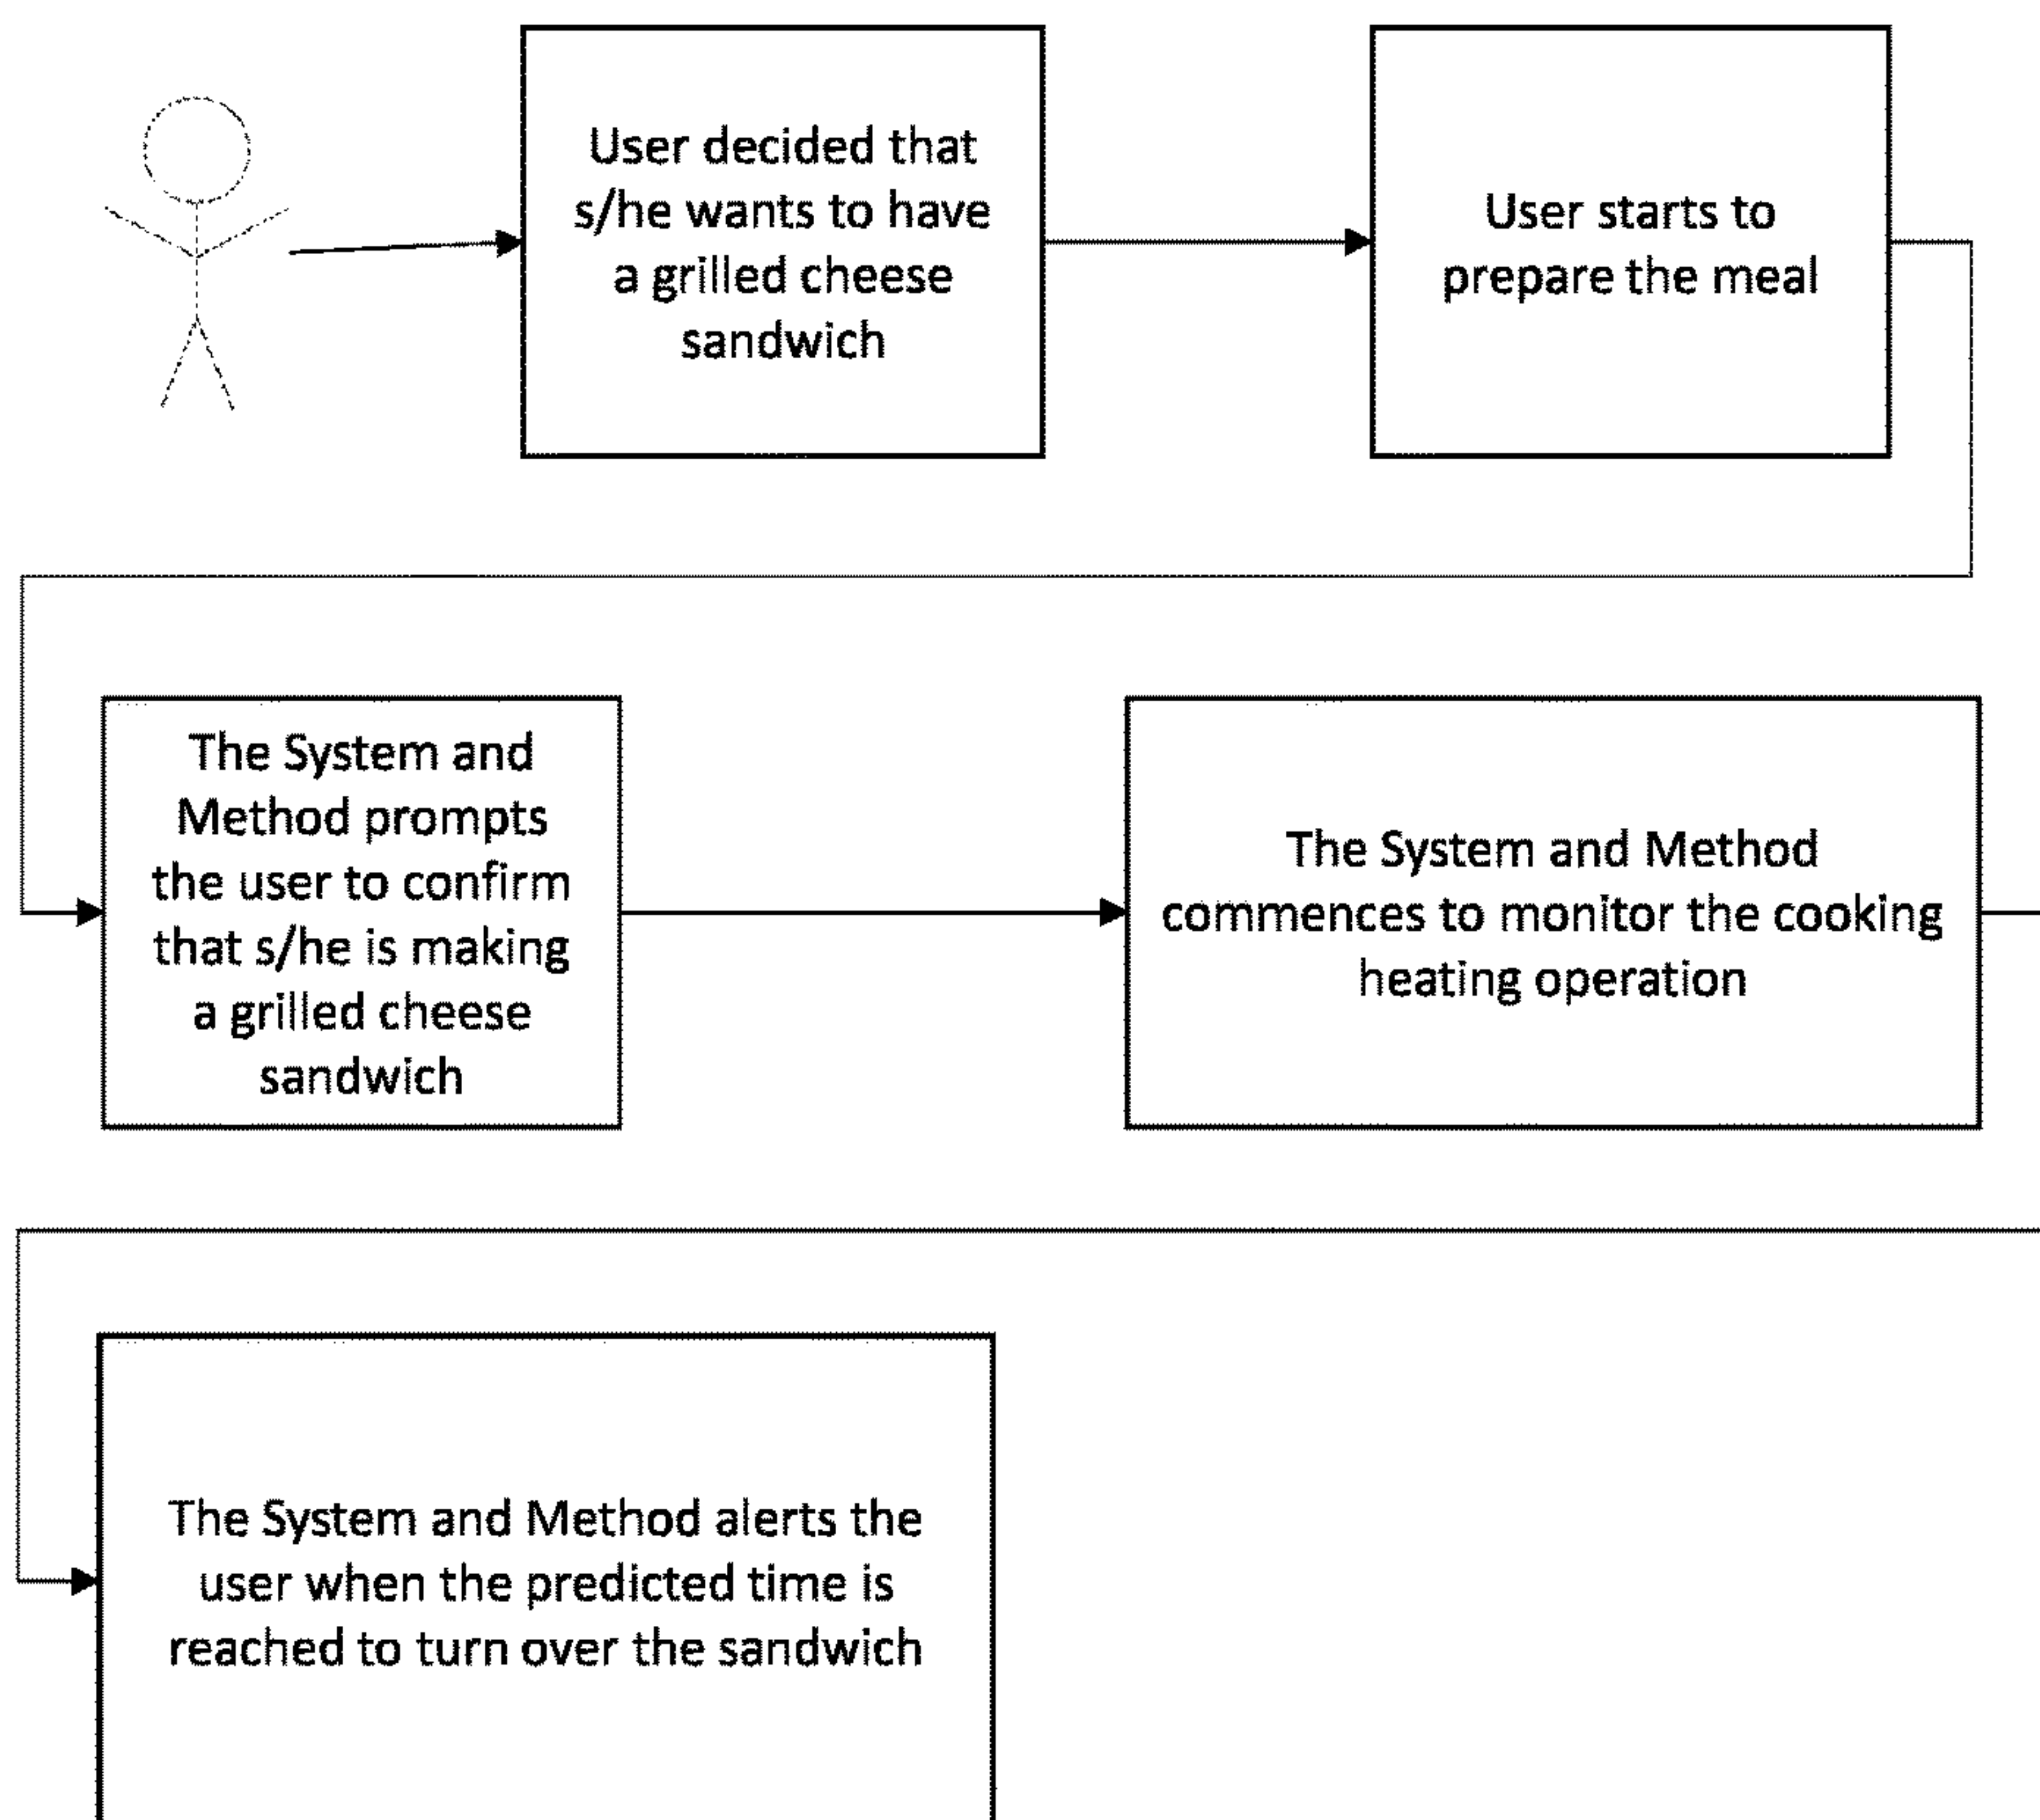 User decided that
s/he wants to have
a grilled cheese
sandwich
User starts to
prepare the meal
The System and
Method prompts
the user to confirm
that s/he is making
a grilled cheese
sandwich
The System and Method
commences to monitor the cooking
heating operation
The System and Method alerts the
user when the predicted time is
reached to turn over the sandwich